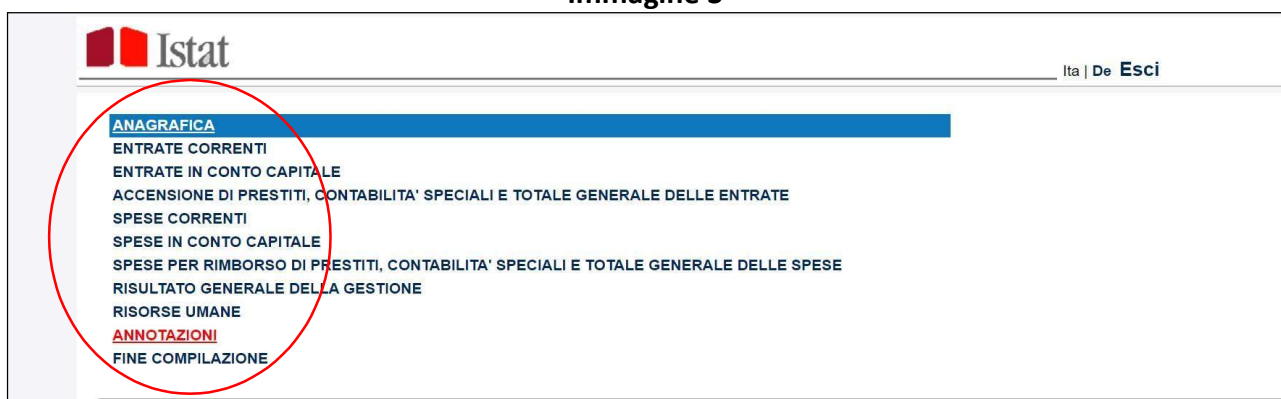 Istat
Ita | De Esci
ANAGRAFICA
ENTRATE CORRENTI
ENTRATE IN CONTO CAPITALE
ACCENSIONE DI PRESTITI, CONTABILITA' SPECIALI E TOTALE GENERALE DELLE ENTRATE
SPESE CORRENTI
SPESE IN CONTO CAPITALE
SPESE PER RIMBORSO DI PRESTITI, CONTABILITA' SPECIALI E TOTALE GENERALE DELLE SPESE
RISULTATO GENERALE DELLA GESTIONE
RISORSE UMANE
ANNOTAZIONI
FINE COMPILAZIONE